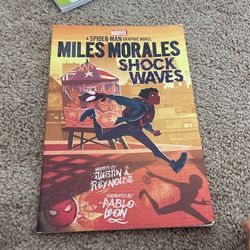 MARVEL
A SPIDER-MAN GRAPHIC NOVEL
MILES MORALES
SHOCK
WAVES
WRITTEN BY
JUSTIN A.
REYNOLDS
ILLUSTRATED BY
PABLO
LEON